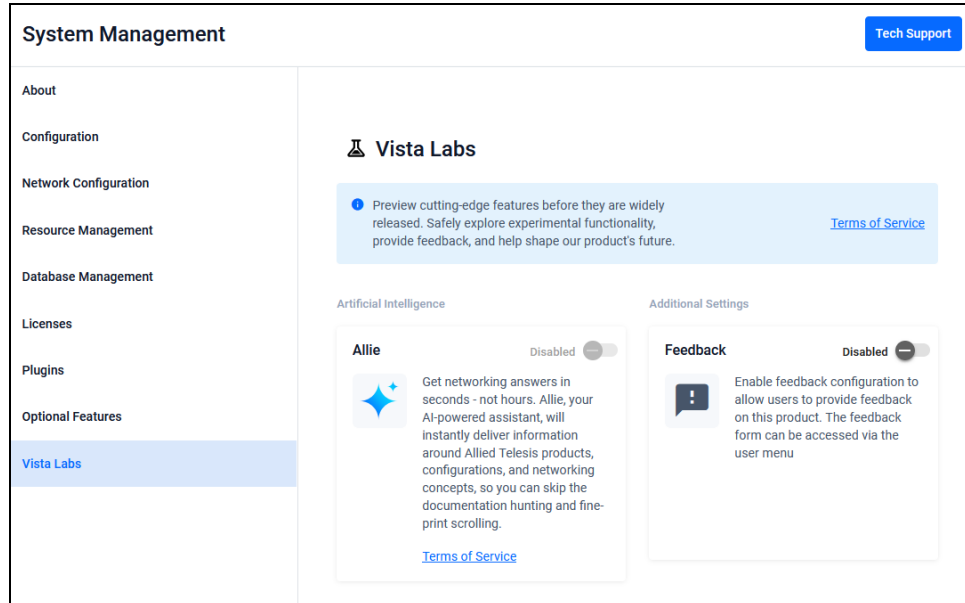 System Management
Tech Support
About
Configuration
Network Configuration
Resource Management
Database Management
Licenses
Plugins
Optional Features
Vista Labs
Vista Labs
Preview cutting-edge features before they are widely
released. Safely explore experimental functionality,
provide feedback, and help shape our product's future.
Terms of Service
Artificial Intelligence
Allie
Disabled
Get networking answers in
seconds - not hours. Allie, your
AI-powered assistant, will
instantly deliver information
around Allied Telesis products,
configurations, and networking
concepts, so you can skip the
documentation hunting and fine-
print scrolling.
Terms of Service
Additional Settings
Feedback
Disabled
Enable feedback configuration to
allow users to provide feedback
on this product. The feedback
form can be accessed via the
user menu